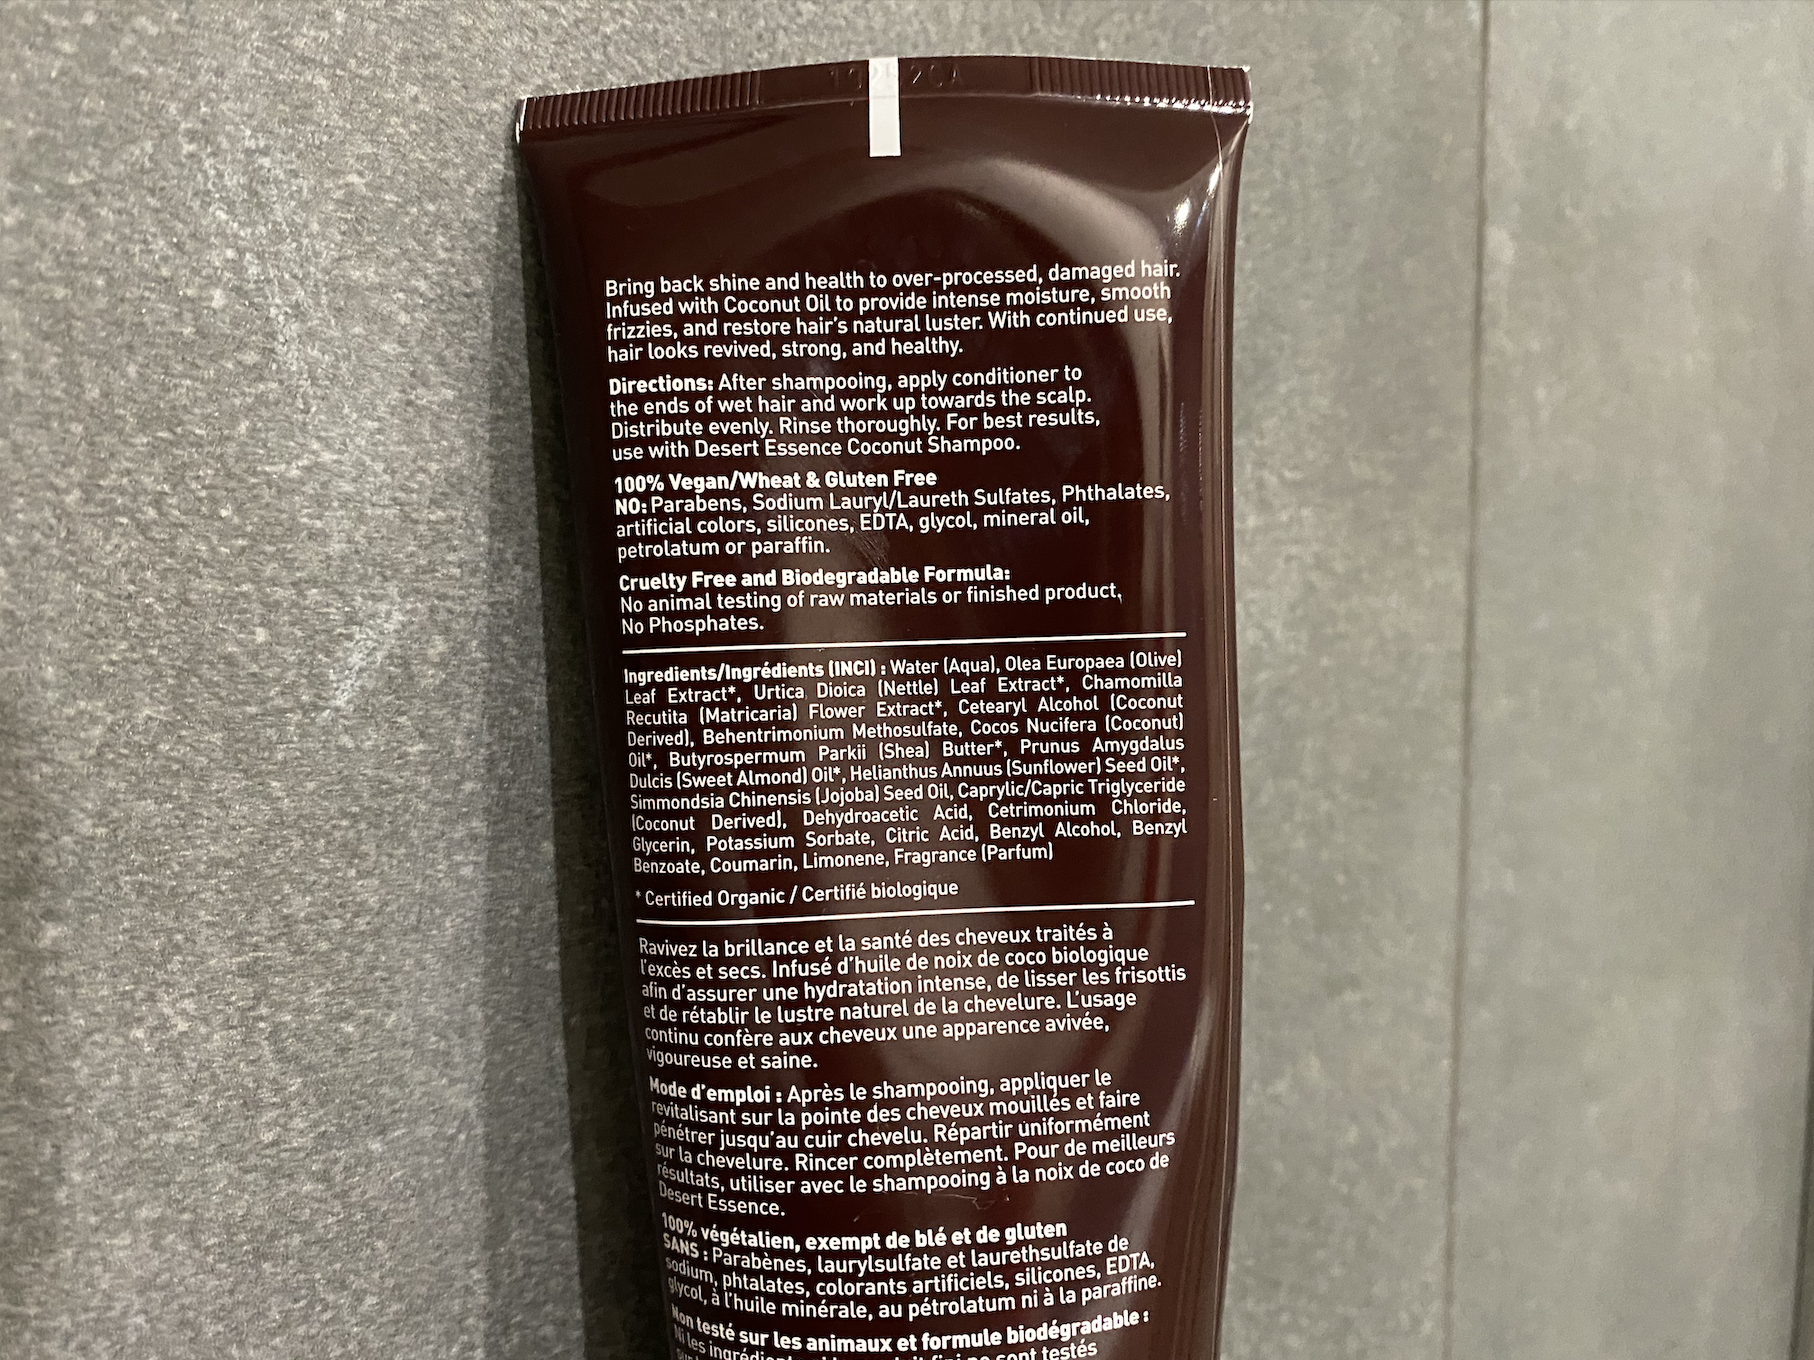 Bring back shine and health to over-processed, damaged hair.
Infused with Coconut Oil to provide intense moisture, smooth
frizzies, and restore hair's natural luster. With continued use,
hair looks revived, strong, and healthy.
Directions: After shampooing, apply conditioner to
the ends of wet hair and work up towards the scalp.
Distribute evenly. Rinse thoroughly. For best results,
use with Desert Essence Coconut Shampoo.
100% Vegan/Wheat & Gluten Free
NO: Parabens, Sodium Lauryl/Laureth Sulfates, Phthalates,
artificial colors, silicones, EDTA, glycol, mineral oil,
petrolatum or paraffin.
Cruelty Free and Biodegradable Formula:
No animal testing of raw materials or finished product,
No Phosphates.
Ingredients/Ingrédients (INCI) : Water (Aqua), Olea Europaea (Olive)
Leaf Extract*, Urtica Dioica (Nettle) Leaf Extract*, Chamomilla
Recutita (Matricaria) Flower Extract*, Cetearyl Alcohol (Coconut
Derived), Behentrimonium Methosulfate, Cocos Nucifera (Coconut)
Oil*, Butyrospermum Parkii (Shea) Butter*, Prunus Amygdalus
Dulcis (Sweet Almond) Oil*, Helianthus Annuus (Sunflower) Seed Oil*,
Simmondsia Chinensis (Jojoba) Seed Oil, Caprylic/Capric Triglyceride
(Coconut Derived), Dehydroacetic Acid, Cetrimonium Chloride,
Glycerin, Potassium Sorbate, Citric Acid, Benzyl Alcohol, Benzyl
Benzoate, Coumarin, Limonene, Fragrance (Parfum)
* Certified Organic / Certifié biologique
Ravivez la brillance et la santé des cheveux traités à
l'excès et secs. Infusé d'huile de noix de coco biologique
afin d'assurer une hydratation intense, de lisser les frisottis
et de rétablir le lustre naturel de la chevelure. L'usage
continu confère aux cheveux une apparence avivée,
vigoureuse et saine.
Mode d'emploi : Après le shampooing, appliquer le
revitalisant sur la pointe des cheveux mouillés et faire
pénétrer jusqu'au cuir chevelu. Répartir uniformément
sur la chevelure. Rincer complètement. Pour de meilleurs
résultats, utiliser avec le shampooing à la noix de coco de
Desert Essence.
100% végétalien, exempt de blé et de gluten
SANS : Parabènes, laurylsulfate et laurethsulfate de
sodium, phtalates, colorants artificiels, silicones, EDTA,
glycol, à l'huile minérale, au pétrolatum ni à la paraffine.
Non testé sur les animaux et formule biodégradable :
Ni les ne sont testés